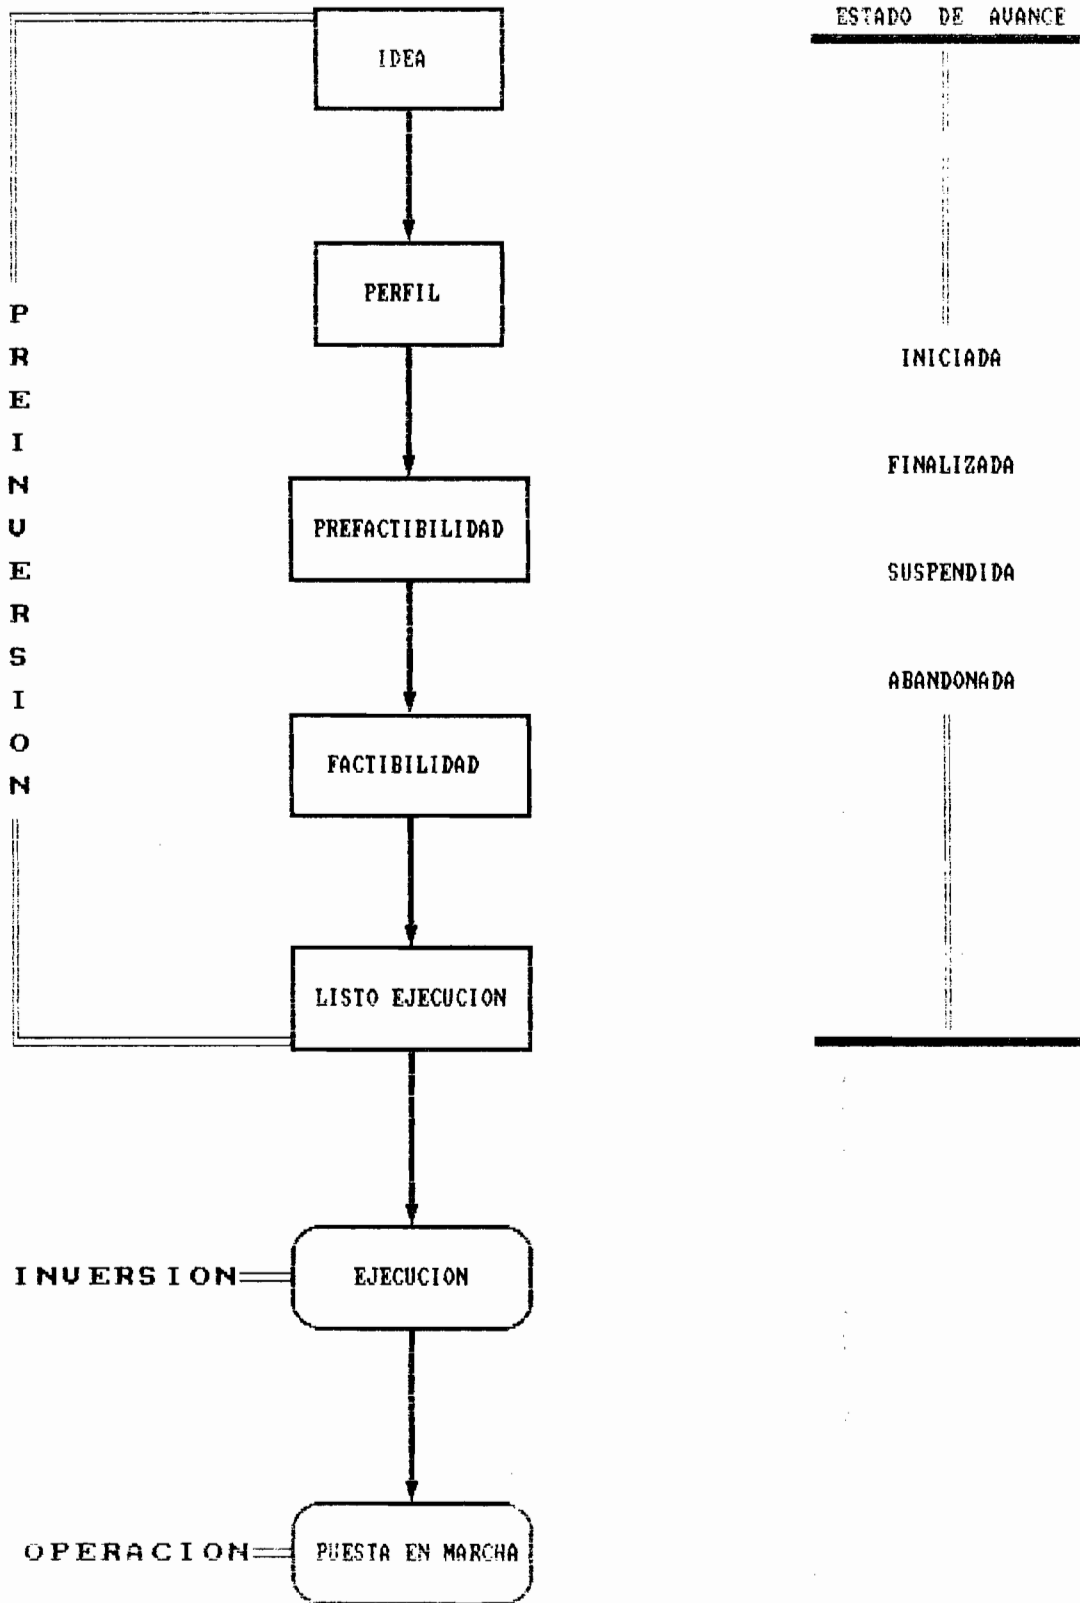 ESTADO DE AVANCE
IDEA
PERFIL
PREINVERSION
INICIADA
FINALIZADA
PREFACTIBILIDAD
SUSPENDIDA
ABANDONADA
FACTIBILIDAD
LISTO EJECUCION
INVERSION
EJECUCION
OPERACION
PUESTA EN MARCHA